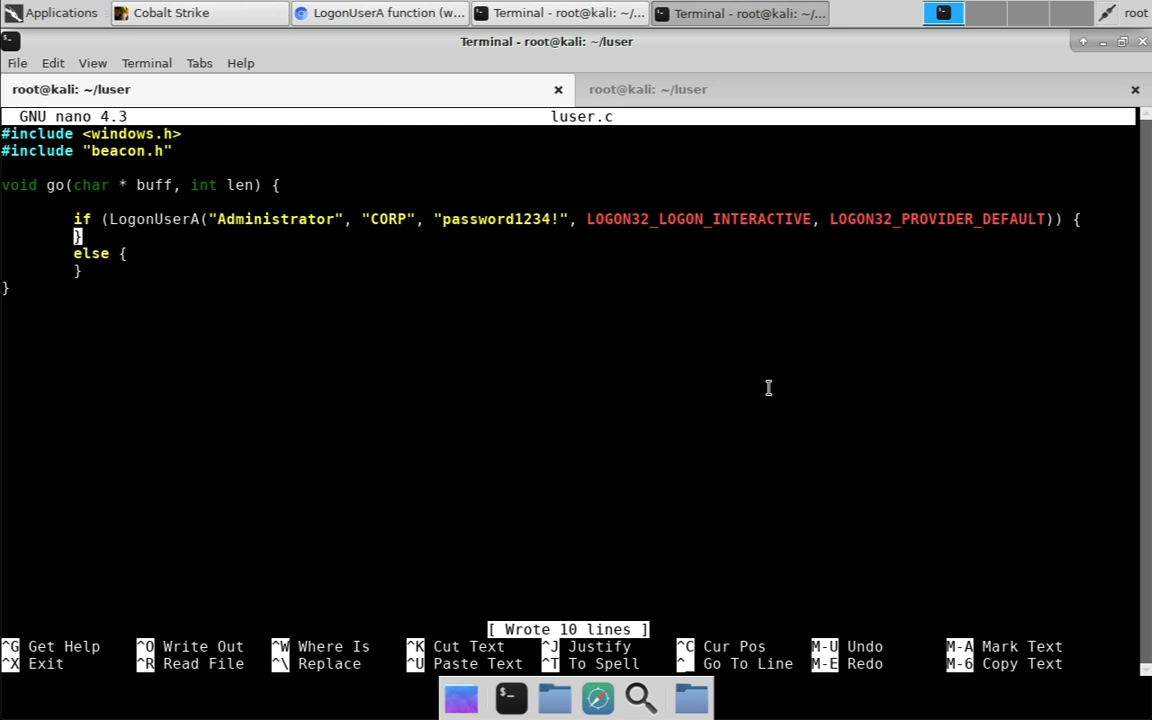 Applications
Cobalt Strike
LogonUserA function (w...
Terminal - root@kali: ~/...
Terminal - root@kali: ~/...
root
Terminal - root@kali: ~/luser
File Edit View Terminal Tabs Help
root@kali: ~/luser
root@kali: ~/luser
GNU nano 4.3 luser.c
#include <windows.h>
#include "beacon.h"
void go(char * buff, int len) {
if (LogonUserA("Administrator", "CORP", "password1234!", LOGON32_LOGON_INTERACTIVE, LOGON32_PROVIDER_DEFAULT)) {
}
else {
}
}
[ Wrote 10 lines ]
^G Get Help ^O Write Out ^W Where Is ^K Cut Text ^J Justify ^C Cur Pos M-U Undo M-A Mark Text
^X Exit ^R Read File ^\ Replace ^U Paste Text ^T To Spell ^_ Go To Line M-E Redo M-6 Copy Text